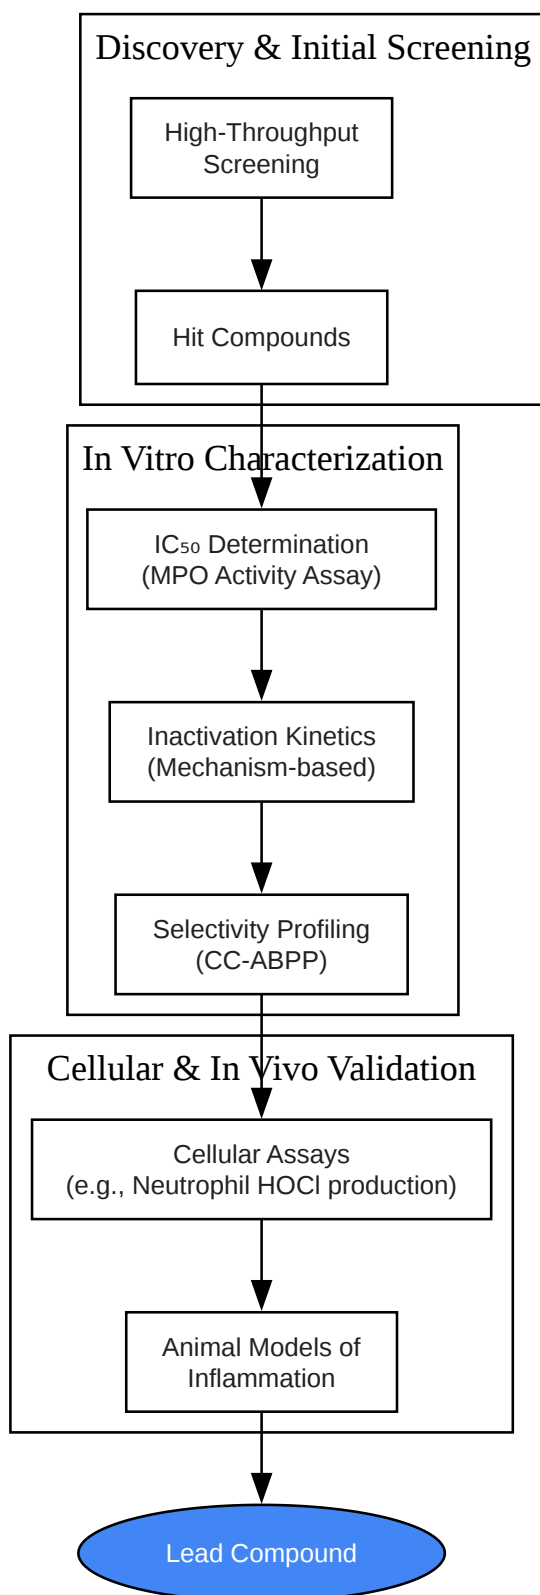 Discovery & Initial Screening
High-Throughput
Screening
Hit Compounds
In Vitro Characterization
IC₅₀ Determination
(MPO Activity Assay)
Inactivation Kinetics
(Mechanism-based)
Selectivity Profiling
(CC-ABPP)
Cellular & In Vivo Validation
Cellular Assays
(e.g., Neutrophil HOCl production)
Animal Models of
Inflammation
Lead Compound